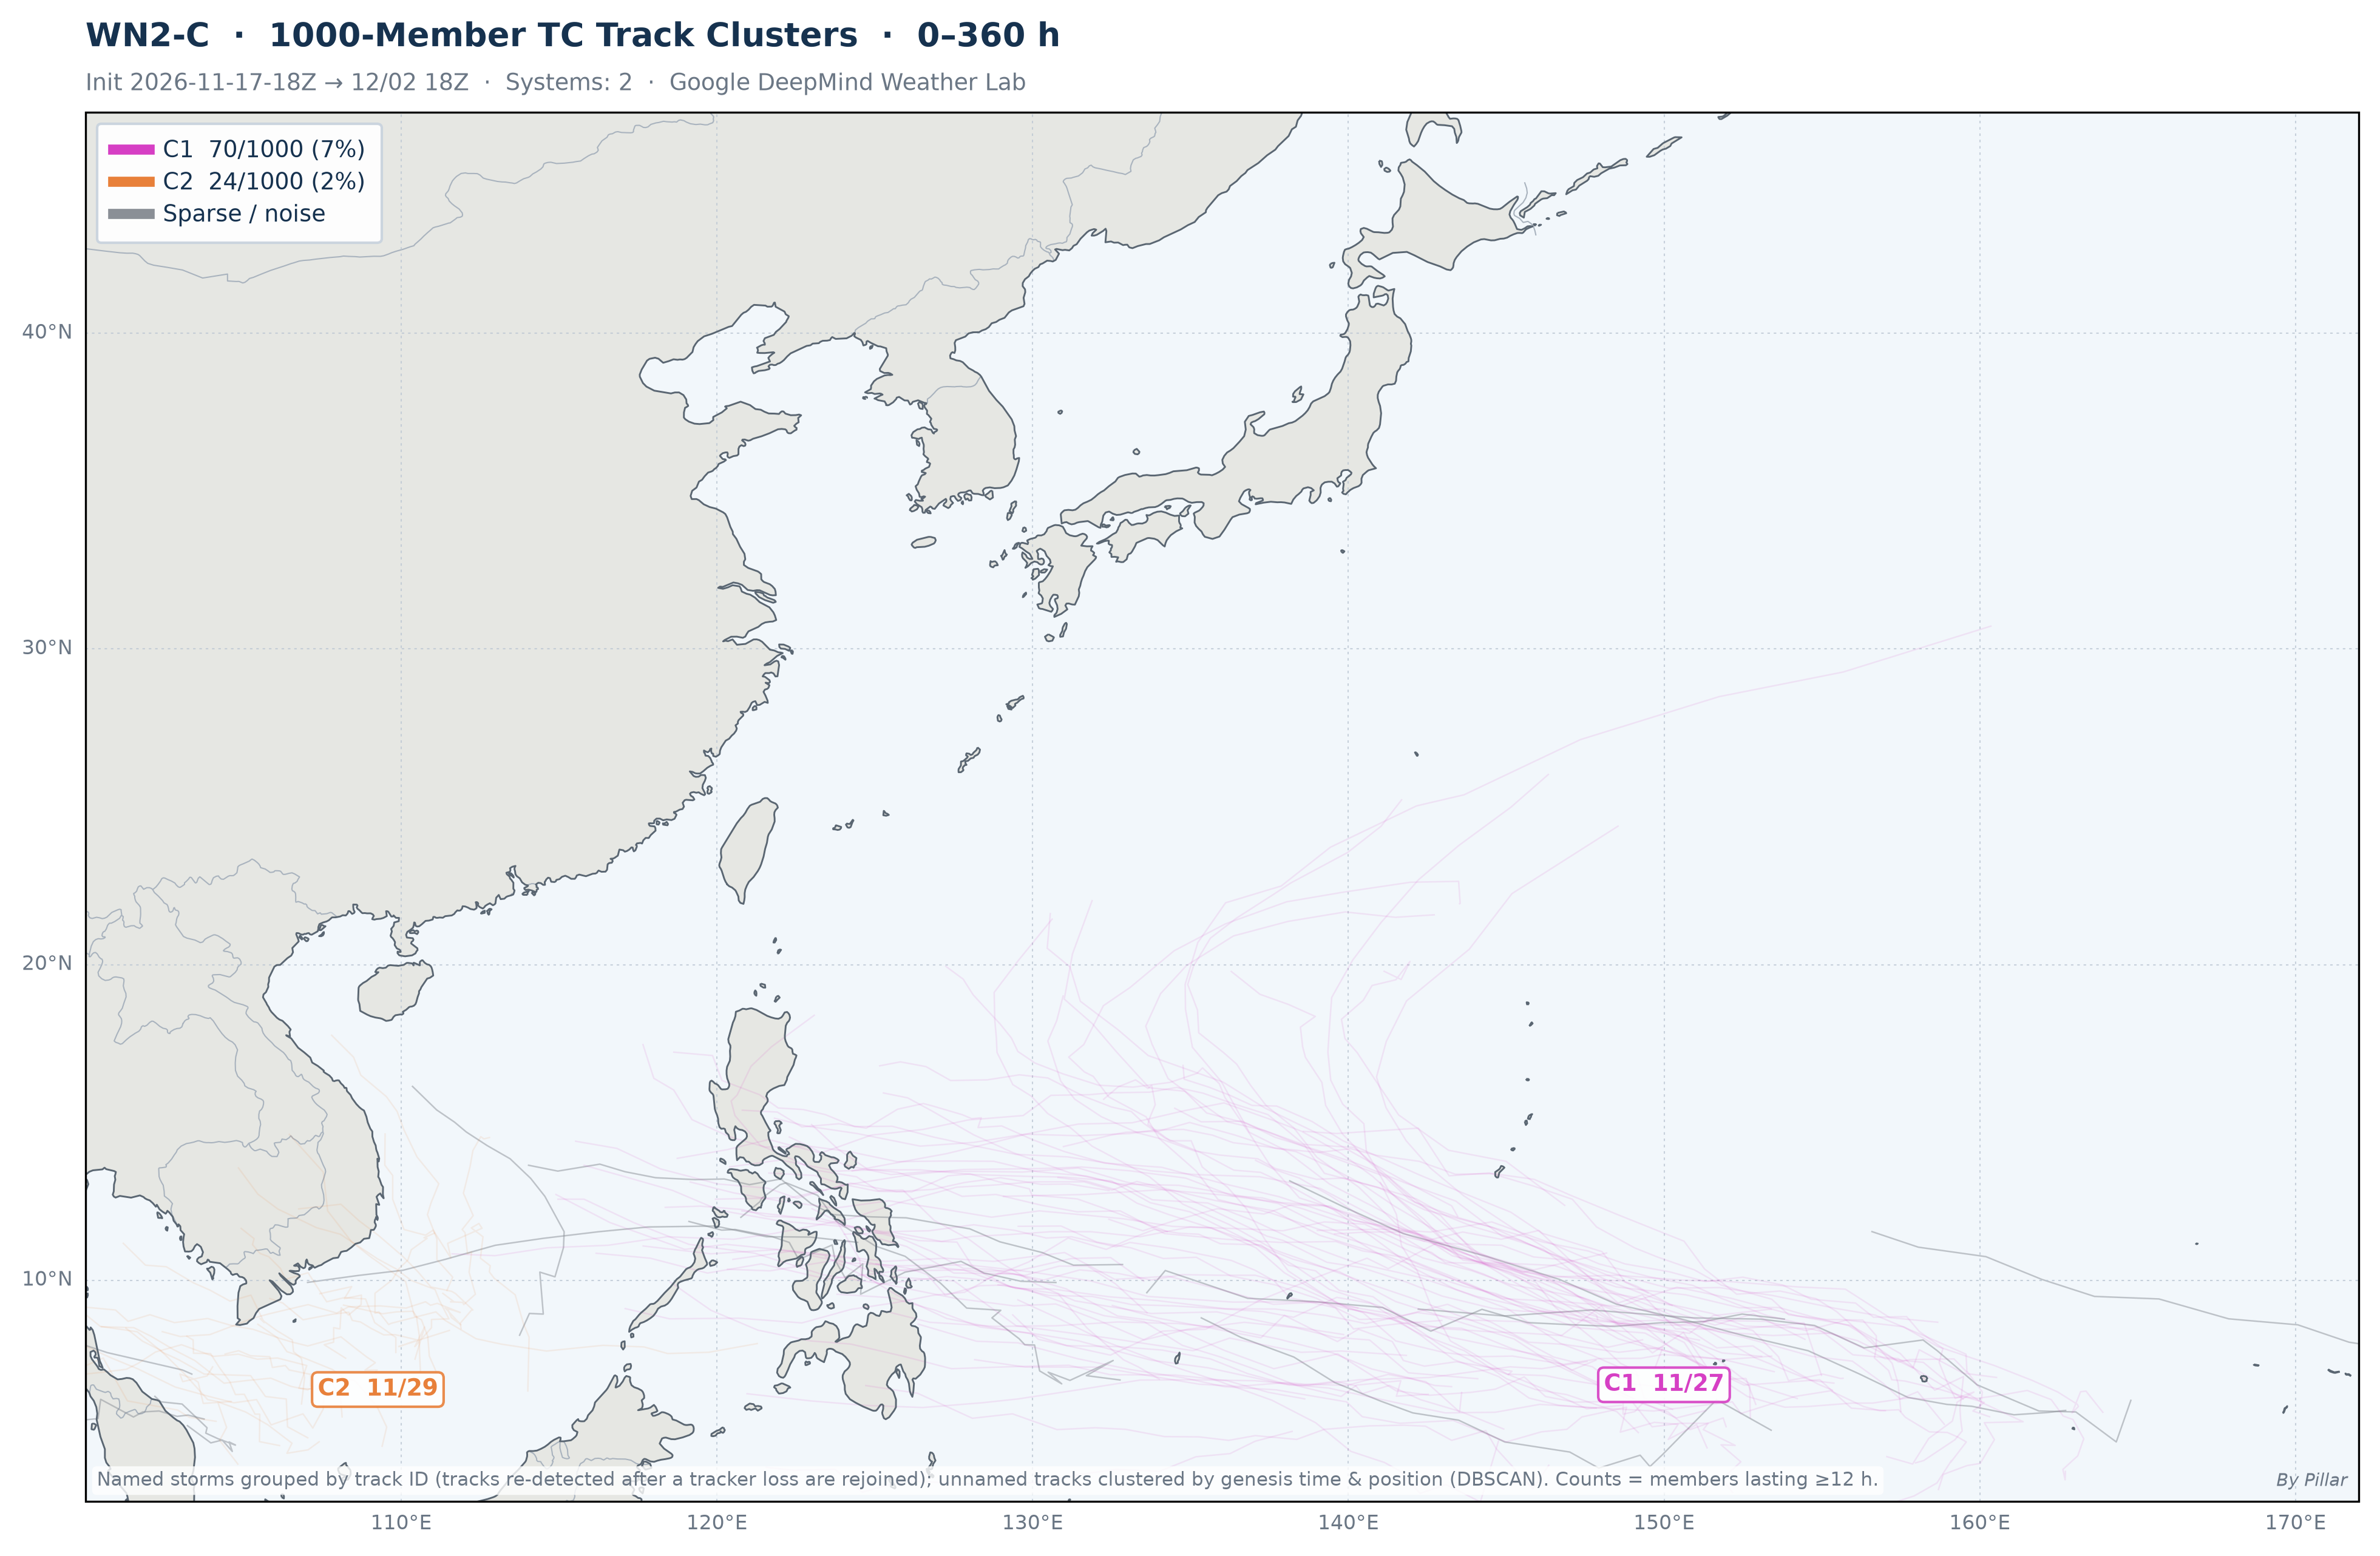 WN2-C · 1000-Member TC Track Clusters · 0–360 h
Init 2026-11-17-18Z → 12/02 18Z · Systems: 2 · Google DeepMind Weather Lab
C1 70/1000 (7%)
C2 24/1000 (2%)
Sparse / noise
40°N
30°N
20°N
10°N
C2 11/29
C1 11/27
Named storms grouped by track ID (tracks re-detected after a tracker loss are rejoined); unnamed tracks clustered by genesis time & position (DBSCAN). Counts = members lasting ≥12 h.
By Pillar
110°E
120°E
130°E
140°E
150°E
160°E
170°E